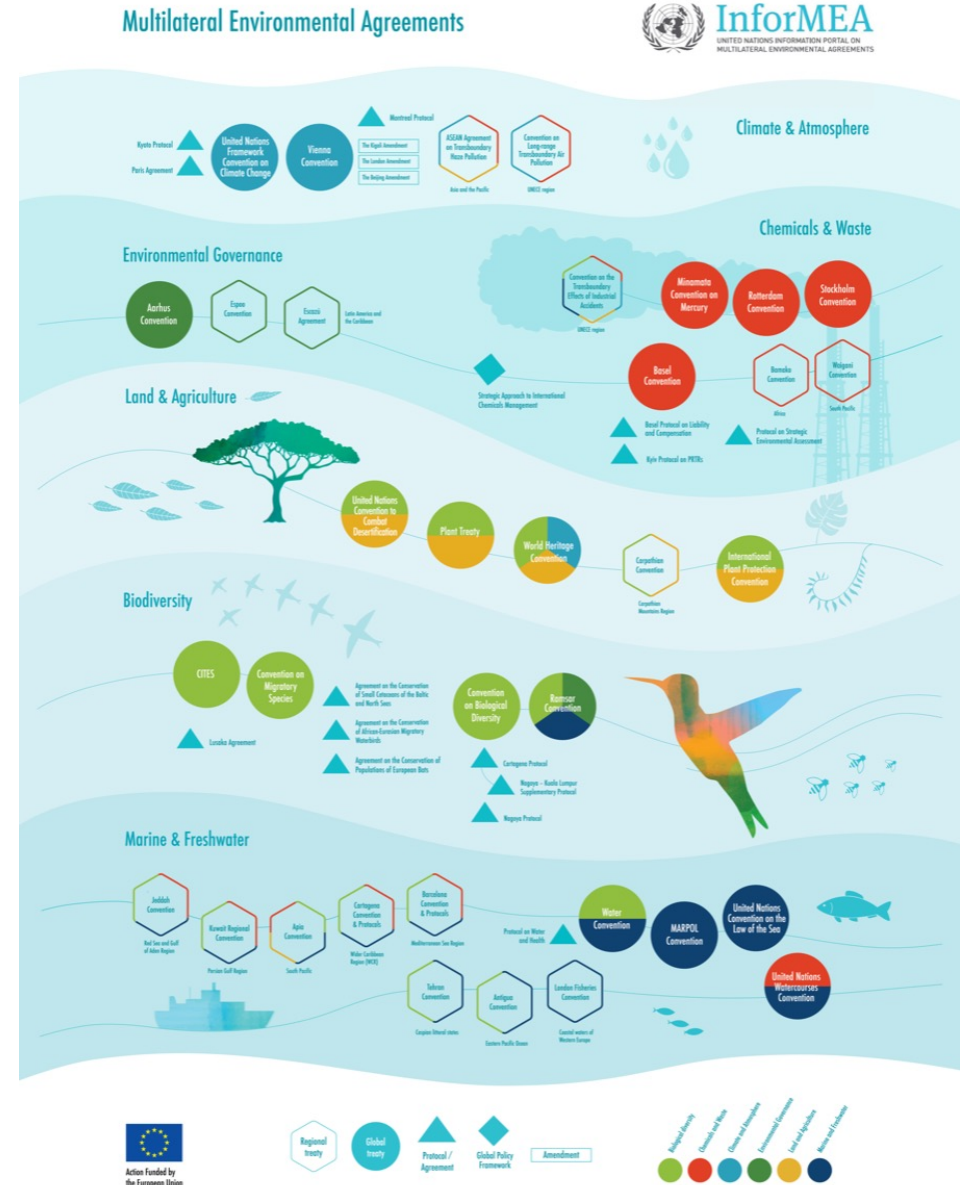 Multilateral Environmental Agreements
InforMEA
UNITED NATIONS INFORMATION PORTAL ON
MULTILATERAL ENVIRONMENTAL AGREEMENTS
Climate & Atmosphere
Kyoto Protocol
Paris Agreement
United Nations
Framework
Convention on
Climate Change
Vienna
Convention
Montreal Protocol
The Kigali Amendment
The London Amendment
The Beijing Amendment
ASEAN Agreement
on Transboundary
Haze Pollution
Asia and the Pacific
Convention on
Long-range
Transboundary Air
Pollution
UNECE region
Chemicals & Waste
Convention on the
Transboundary
Effects of Industrial
Accidents
UNECE region
Minamata
Convention on
Mercury
Rotterdam
Convention
Stockholm
Convention
Strategic Approach to International
Chemicals Management
Basel
Convention
Bamako
Convention
Africa
Waigani
Convention
South Pacific
Basel Protocol on Liability
and Compensation
Kyiv Protocol on PRTRs
Protocol on Strategic
Environmental Assessment
Environmental Governance
Aarhus
Convention
Espoo
Convention
Escazú
Agreement
Latin America and
the Caribbean
Land & Agriculture
United Nations
Convention to
Combat
Desertification
Plant Treaty
World Heritage
Convention
Carpathian
Convention
Carpathian
Mountains Region
International
Plant Protection
Convention
Biodiversity
CITES
Lusaka Agreement
Convention on
Migratory
Species
Agreement on the Conservation
of Small Cetaceans of the Baltic
and North Seas
Agreement on the Conservation
of African-Eurasian Migratory
Waterbirds
Agreement on the Conservation of
Populations of European Bats
Convention
on Biological
Diversity
Ramsar
Convention
Cartagena Protocol
Nagoya – Kuala Lumpur
Supplementary Protocol
Nagoya Protocol
Marine & Freshwater
Jeddah
Convention
Red Sea and Gulf
of Aden Region
Kuwait Regional
Convention
Persian Gulf Region
Apia
Convention
South Pacific
Cartagena
Convention
& Protocols
Wider Caribbean
Region (WCR)
Barcelona
Convention
& Protocols
Mediterranean Sea Region
Protocol on Water
and Health
Water
Convention
MARPOL
Convention
United Nations
Convention on the
Law of the Sea
United Nations
Watercourses
Convention
Tehran
Convention
Caspian littoral states
Antigua
Convention
Eastern Pacific Ocean
London Fisheries
Convention
Coastal waters of
Western Europe
Action Funded by
the European Union
Regional
treaty
Global
treaty
Protocol /
Agreement
Global Policy
Framework
Amendment
Biological diversity
Chemicals and Waste
Climate and Atmosphere
Environmental Governance
Land and Agriculture
Marine and Freshwater